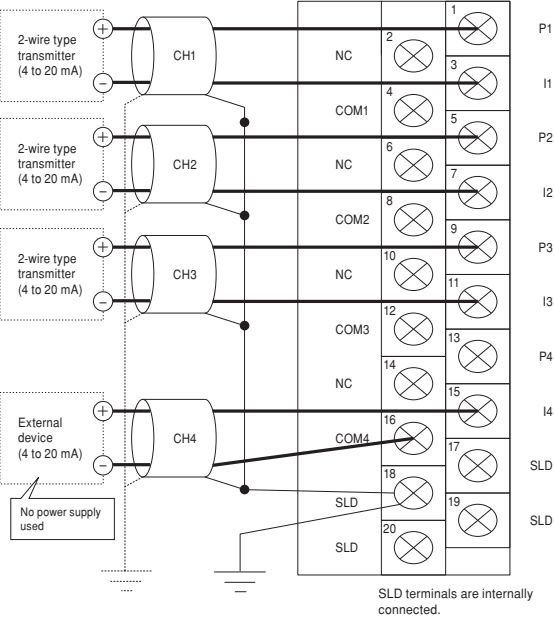 1
P1
+
2-wire type
transmitter
(4 to 20 mA)
CH1
NC
2
3
I1
−
COM1
4
5
P2
+
2-wire type
transmitter
(4 to 20 mA)
CH2
NC
6
7
I2
−
COM2
8
9
P3
+
2-wire type
transmitter
(4 to 20 mA)
CH3
NC
10
11
I3
−
COM3
12
13
P4
NC
14
15
I4
+
External
device
(4 to 20 mA)
CH4
COM4
16
17
SLD
−
No power supply
used
SLD
18
19
SLD
SLD
20
SLD terminals are internally
connected.